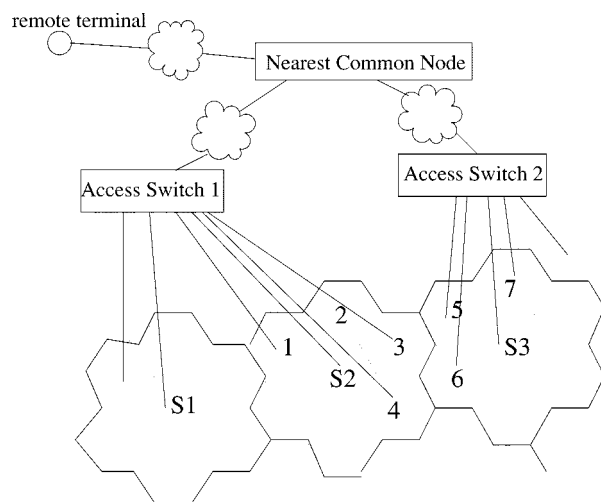 remote terminal
Nearest Common Node
Access Switch 1
Access Switch 2
7
5
2
1
3
S3
S2
6
S1
4